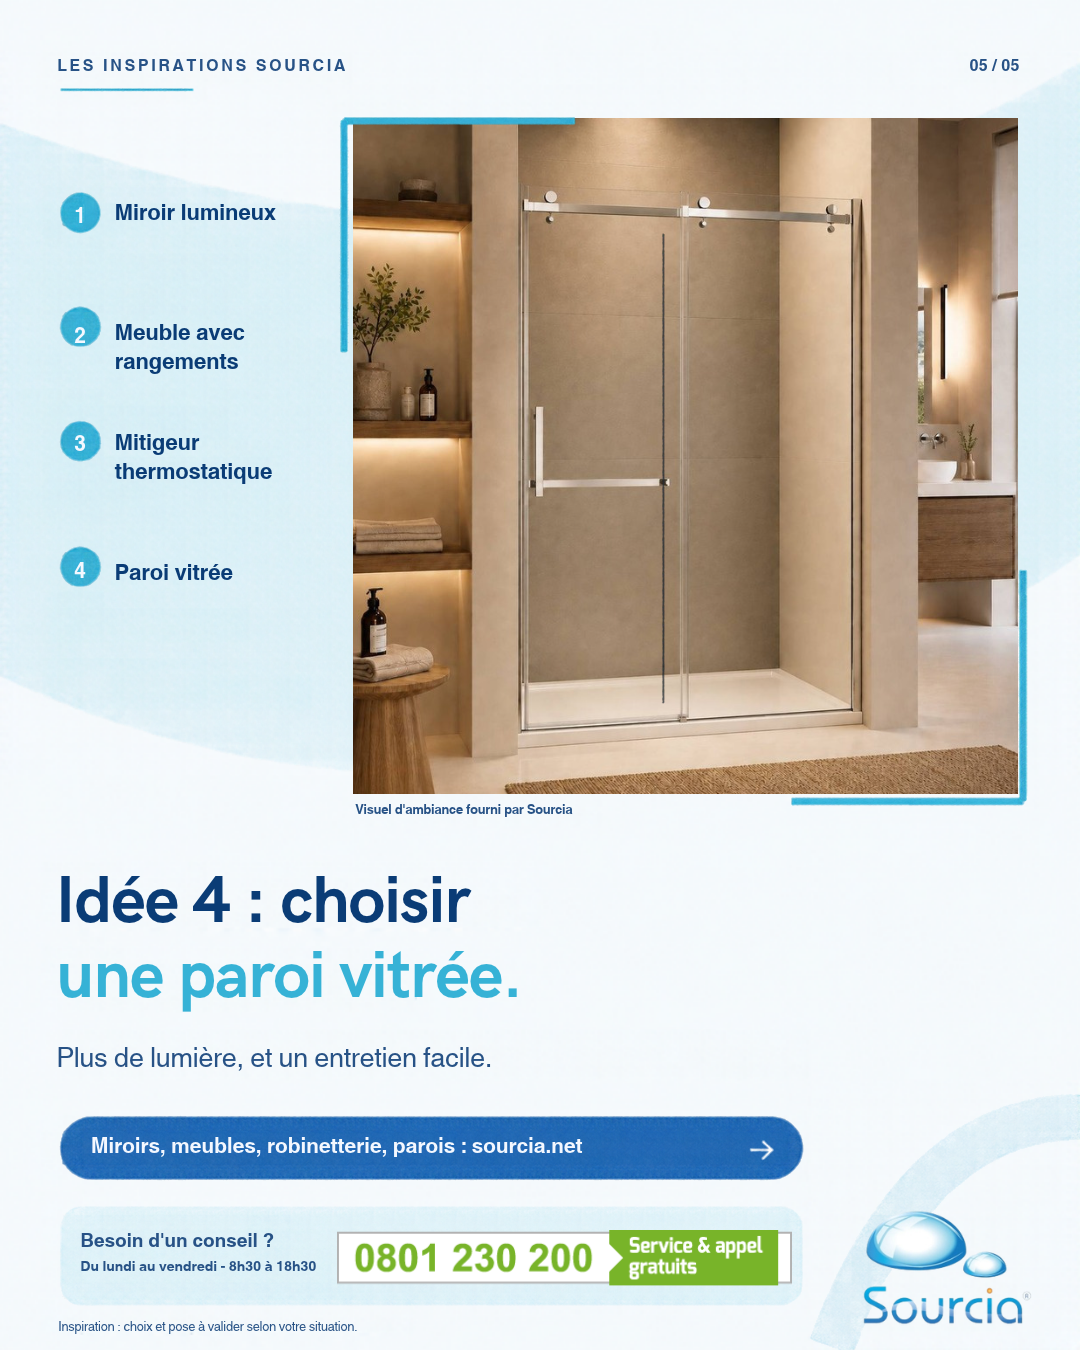 LES INSPIRATIONS SOURCIA
05 / 05
1 Miroir lumineux
2 Meuble avec
rangements
3 Mitigeur
thermostatique
4 Paroi vitrée
Visuel d'ambiance fourni par Sourcia
Idée 4 : choisir
une paroi vitrée.
Plus de lumière, et un entretien facile.
Miroirs, meubles, robinetterie, parois : sourcia.net
Besoin d'un conseil ?
Du lundi au vendredi - 8h30 à 18h30
0801 230 200
Service & appel
gratuits
Sourcia®
Inspiration : choix et pose à valider selon votre situation.